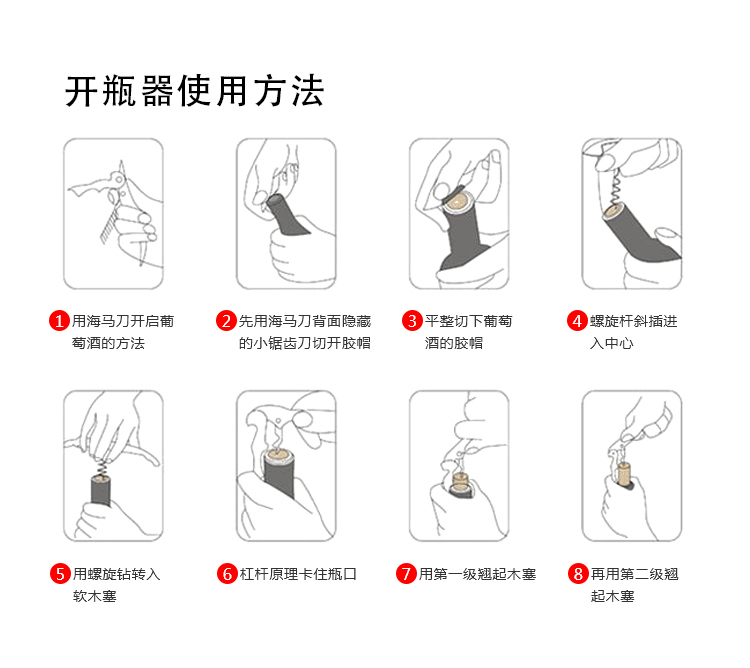 开瓶器使用方法
1 用海马刀开启葡
萄酒的方法
2 先用海马刀背面隐藏
的小锯齿刀切开胶帽
3 平整切下葡萄
酒的胶帽
4 螺旋杆斜插进
入中心
5 用螺旋钻转入
软木塞
6 杠杆原理卡住瓶口
7 用第一级翘起木塞
8 再用第二级翘
起木塞